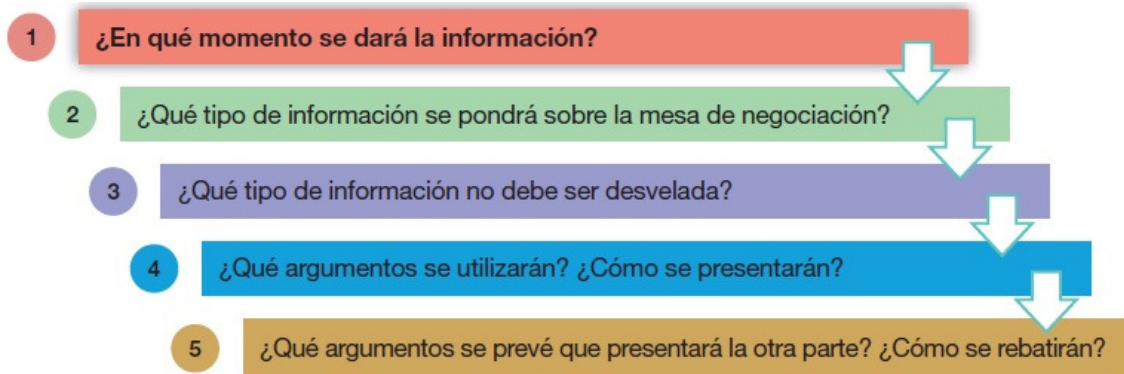 1 ¿En qué momento se dará la información?
2 ¿Qué tipo de información se pondrá sobre la mesa de negociación?
3 ¿Qué tipo de información no debe ser desvelada?
4 ¿Qué argumentos se utilizarán? ¿Cómo se presentarán?
5 ¿Qué argumentos se prevé que presentará la otra parte? ¿Cómo se rebatirán?